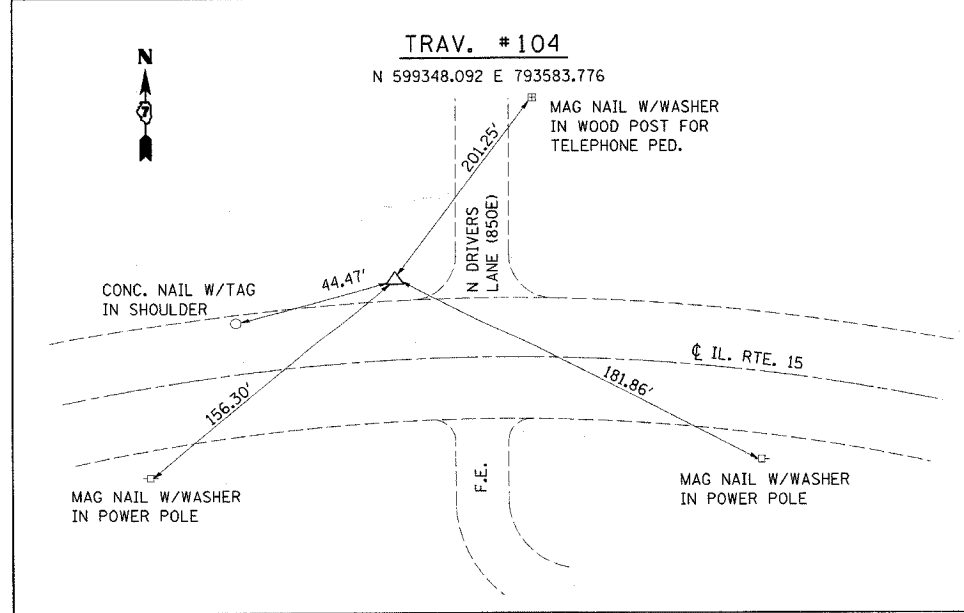 TRAV. #104
N 599348.092 E 793583.776
N
7
MAG NAIL W/WASHER
IN WOOD POST FOR
TELEPHONE PED.
201.25'
N DRIVERS
LANE (850E)
44.47'
CONC. NAIL W/TAG
IN SHOULDER
℄ IL. RTE. 15
156.30'
181.86'
F.E.
MAG NAIL W/WASHER
IN POWER POLE
MAG NAIL W/WASHER
IN POWER POLE